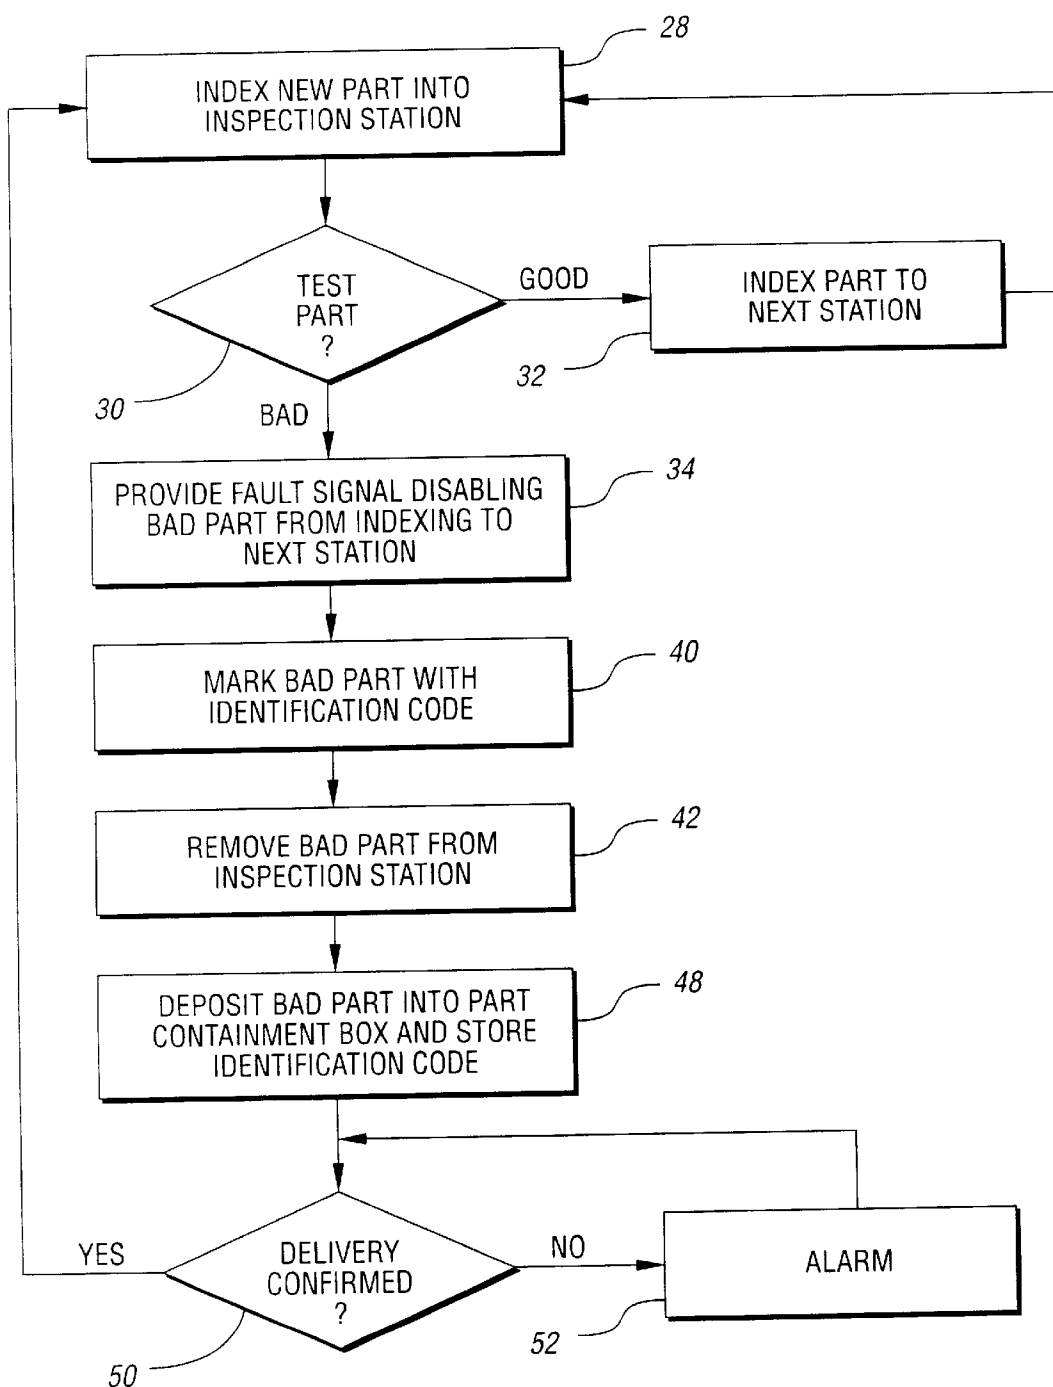 28
INDEX NEW PART INTO
INSPECTION STATION
TEST
PART
?
GOOD
INDEX PART TO
NEXT STATION
32
30
BAD
34
PROVIDE FAULT SIGNAL DISABLING
BAD PART FROM INDEXING TO
NEXT STATION
40
MARK BAD PART WITH
IDENTIFICATION CODE
42
REMOVE BAD PART FROM
INSPECTION STATION
48
DEPOSIT BAD PART INTO PART
CONTAINMENT BOX AND STORE
IDENTIFICATION CODE
YES
DELIVERY
CONFIRMED
?
NO
ALARM
52
50